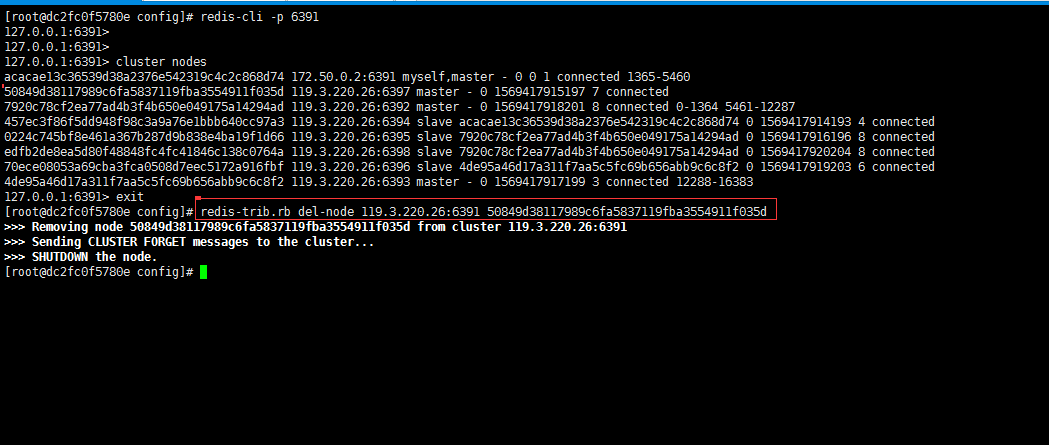 [root@dc2fc0f5780e config]# redis-cli -p 6391
127.0.0.1:6391>
127.0.0.1:6391>
127.0.0.1:6391> cluster nodes
acacae13c36539d38a2376e542319c4c2c868d74 172.50.0.2:6391 myself,master - 0 0 1 connected 1365-5460
50849d38117989c6fa5837119fba3554911f035d 119.3.220.26:6397 master - 0 1569417915197 7 connected
7920c78cf2ea77ad4b3f4b650e049175a14294ad 119.3.220.26:6392 master - 0 1569417918201 8 connected 0-1364 5461-12287
457ec3f86f5dd948f98c3a9a76e1bbb640cc97a3 119.3.220.26:6394 slave acacae13c36539d38a2376e542319c4c2c868d74 0 1569417914193 4 connected
0224c745bf8e461a367b287d9b838e4ba19f1d66 119.3.220.26:6395 slave 7920c78cf2ea77ad4b3f4b650e049175a14294ad 0 1569417916196 8 connected
edfb2de8ea5d80f48848fc4fc41846c138c0764a 119.3.220.26:6398 slave 7920c78cf2ea77ad4b3f4b650e049175a14294ad 0 1569417920204 8 connected
70ece08053a69cba3fca0508d7eec5172a916fbf 119.3.220.26:6396 slave 4de95a46d17a311f7aa5c5fc69b656abb9c6c8f2 0 1569417919203 6 connected
4de95a46d17a311f7aa5c5fc69b656abb9c6c8f2 119.3.220.26:6393 master - 0 1569417917199 3 connected 12288-16383
127.0.0.1:6391> exit
[root@dc2fc0f5780e config]# redis-trib.rb del-node 119.3.220.26:6391 50849d38117989c6fa5837119fba3554911f035d
>>> Removing node 50849d38117989c6fa5837119fba3554911f035d from cluster 119.3.220.26:6391
>>> Sending CLUSTER FORGET messages to the cluster...
>>> SHUTDOWN the node.
[root@dc2fc0f5780e config]#